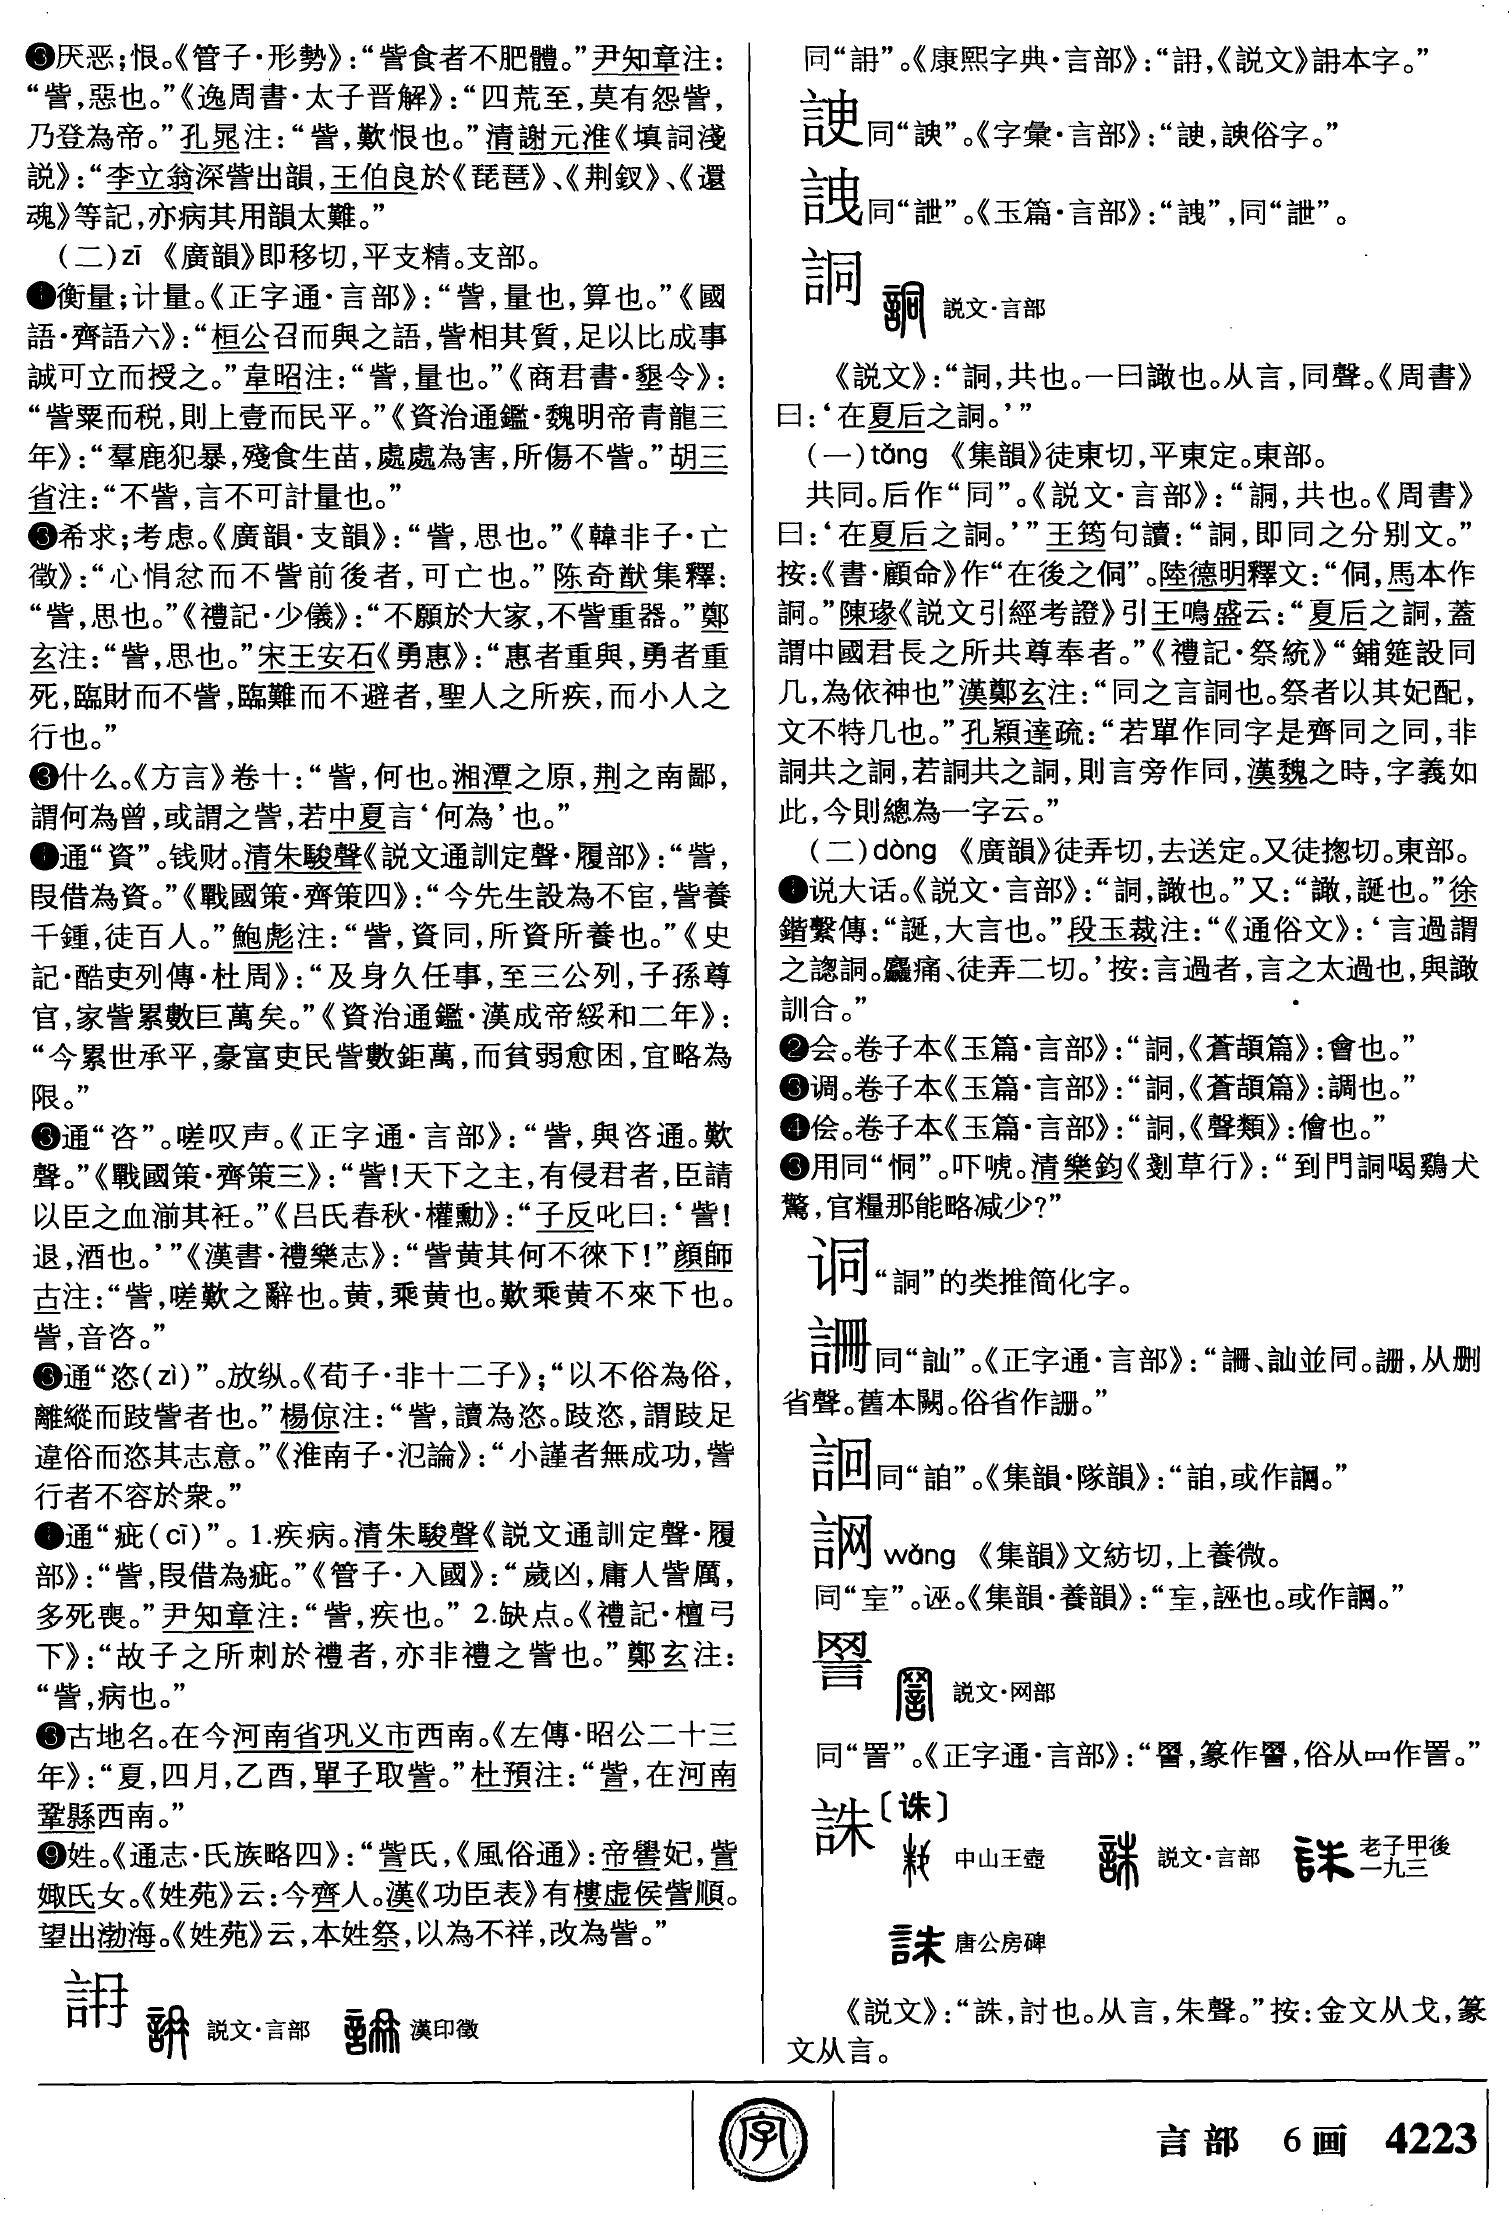 ❸厌恶；恨。《管子·形勢》：“訾食者不肥體。”尹知章注：
“訾，惡也。”《逸周書·太子晋解》：“四荒至，莫有怨訾，
乃登為帝。”孔晁注：“訾，歎恨也。”清謝元淮《填詞淺
説》：“李立翁深訾出韻，王伯良於《琵琶》、《荆釵》、《還
魂》等記，亦病其用韻太難。”
（二）zī 《廣韻》即移切，平支精。支部。
❶衡量；计量。《正字通·言部》：“訾，量也，算也。”《國
語·齊語六》：“桓公召而與之語，訾相其質，足以比成事
誠可立而授之。”韋昭注：“訾，量也。”《商君書·墾令》：
“訾粟而税，則上壹而民平。”《資治通鑑·魏明帝青龍三
年》：“羣鹿犯暴，殘食生苗，處處為害，所傷不訾。”胡三
省注：“不訾，言不可計量也。”
❸希求；考虑。《廣韻·支韻》：“訾，思也。”《韓非子·亡
徵》：“心悁忿而不訾前後者，可亡也。”陈奇猷集釋：
“訾，思也。”《禮記·少儀》：“不願於大家，不訾重器。”鄭
玄注：“訾，思也。”宋王安石《勇惠》：“惠者重與，勇者重
死，臨財而不訾，臨難而不避者，聖人之所疾，而小人之
行也。”
❸什么。《方言》卷十：“訾，何也。湘潭之原，荆之南鄙，
謂何為曾，或謂之訾，若中夏言‘何為’也。”
❶通“資”。钱财。清朱駿聲《説文通訓定聲·履部》：“訾，
叚借為資。”《戰國策·齊策四》：“今先生設為不宦，訾養
千鍾，徒百人。”鮑彪注：“訾，資同，所資所養也。”《史
記·酷吏列傳·杜周》：“及身久任事，至三公列，子孫尊
官，家訾累數巨萬矣。”《資治通鑑·漢成帝綏和二年》：
“今累世承平，豪富吏民訾數鉅萬，而貧弱愈困，宜略為
限。”
❸通“咨”。嗟叹声。《正字通·言部》：“訾，與咨通。歎
聲。”《戰國策·齊策三》：“訾！天下之主，有侵君者，臣請
以臣之血湔其衽。”《吕氏春秋·權勳》：“子反叱曰：‘訾！
退，酒也。’”《漢書·禮樂志》：“訾黄其何不徠下！”顔師
古注：“訾，嗟歎之辭也。黄，乘黄也。歎乘黄不來下也。
訾，音咨。”
❸通“恣（zì）”。放纵。《荀子·非十二子》；“以不俗為俗，
離縱而跂訾者也。”楊倞注：“訾，讀為恣。跂恣，謂跂足
違俗而恣其志意。”《淮南子·氾論》：“小謹者無成功，訾
行者不容於衆。”
❶通“疵（cī）”。1.疾病。清朱駿聲《説文通訓定聲·履
部》：“訾，叚借為疵。”《管子·入國》：“歲凶，庸人訾厲，
多死喪。”尹知章注：“訾，疾也。”2.缺点。《禮記·檀弓
下》：“故子之所刺於禮者，亦非禮之訾也。”鄭玄注：
“訾，病也。”
❸古地名。在今河南省巩义市西南。《左傳·昭公二十三
年》：“夏，四月，乙酉，單子取訾。”杜預注：“訾，在河南
鞏縣西南。”
❾姓。《通志·氏族略四》：“訾氏，《風俗通》：帝嚳妃，訾
娵氏女。《姓苑》云：今齊人。漢《功臣表》有樓虚侯訾順。
望出渤海。《姓苑》云，本姓祭，以為不祥，改為訾。”
説文·言部 漢印徵
同“䛁”。《康熙字典·言部》：“，《説文》䛁本字。”
同“諛”。《字彙·言部》：“，諛俗字。”
𧧺同“詍”。《玉篇·言部》：“”，同“”。
詷 説文·言部
《説文》：“詷，共也。一曰譀也。从言，同聲。《周書》
曰：‘在夏后之詷。’”
（一）tǒng 《集韻》徒東切，平東定。東部。
共同。后作“同”。《説文·言部》：“詷，共也。《周書》
曰：‘在夏后之詷。’”王筠句讀：“詷，即同之分别文。”
按：《書·顧命》作“在後之侗”。陸德明釋文：“侗，馬本作
詷。”陳瑑《説文引經考證》引王鳴盛云：“夏后之詷，蓋
謂中國君長之所共尊奉者。”《禮記·祭統》“鋪筵設同
几，為依神也”漢鄭玄注：“同之言詷也。祭者以其妃配，
文不特几也。”孔穎達疏：“若單作同字是齊同之同，非
詷共之詷，若詷共之詷，則言旁作同，漢魏之時，字義如
此，今則總為一字云。”
（二）dòng 《廣韻》徒弄切，去送定。又徒揔切。東部。
❶说大话。《説文·言部》：“詷，譀也。”又：“譀，誕也。”徐
鍇繫傳：“誕，大言也。”段玉裁注：“《通俗文》：‘言過謂
之謥詷。麤痛、徒弄二切。’按：言過者，言之太過也，與譀
訓合。”
❷会。卷子本《玉篇·言部》：“詷，《蒼頡篇》：會也。”
❸调。卷子本《玉篇·言部》：“詷，《蒼頡篇》：調也。”
❹侩。卷子本《玉篇·言部》：“詷，《聲類》：儈也。”
❸用同“恫”。吓唬。清樂鈞《剗草行》：“到門詷喝鷄犬
驚，官糧那能略减少？”
𫍣“詷”的类推简化字。
同“訕”。《正字通·言部》：“、訕並同。，从删
省聲。舊本闕。俗省作。”
詯同“”。《集韻·隊韻》：“，或作。”
wǎng 《集韻》文紡切，上養微。
同“”。诬。《集韻·養韻》：“，誣也。或作。”
説文·网部
同“詈”。《正字通·言部》：“，篆作，俗从罒作詈。”
誅〔诛〕 中山王壺 説文·言部 老子甲後一九三
唐公房碑
《説文》：“誅，討也。从言，朱聲。”按：金文从戈，篆
文从言。
字
言部 6画 4223